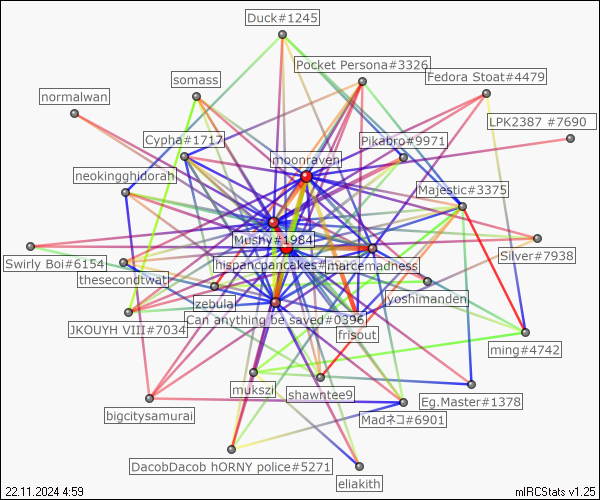 Duck#1245
Pocket Persona#3326
Fedora Stoat#4479
somass
normalwan
LPK2387 #7690
Cypha#1717
Pikabro#9971
moonraven
neokingghidorah
Majestic#3375
Mushy#1984
Silver#7938
Swirly Boi#6154
hispancpancakes#
marcemadness
thesecondtwat
yoshimanden
zebula
Can anything be saved#0396
JKOUYH VIII#7034
frisout
ming#4742
mukszi
shawntee9
Eg.Master#1378
bigcitysamurai
Madネコ#6901
DacobDacob hORNY police#5271
eliakith
22.11.2024 4:59
mIRCStats v1.25